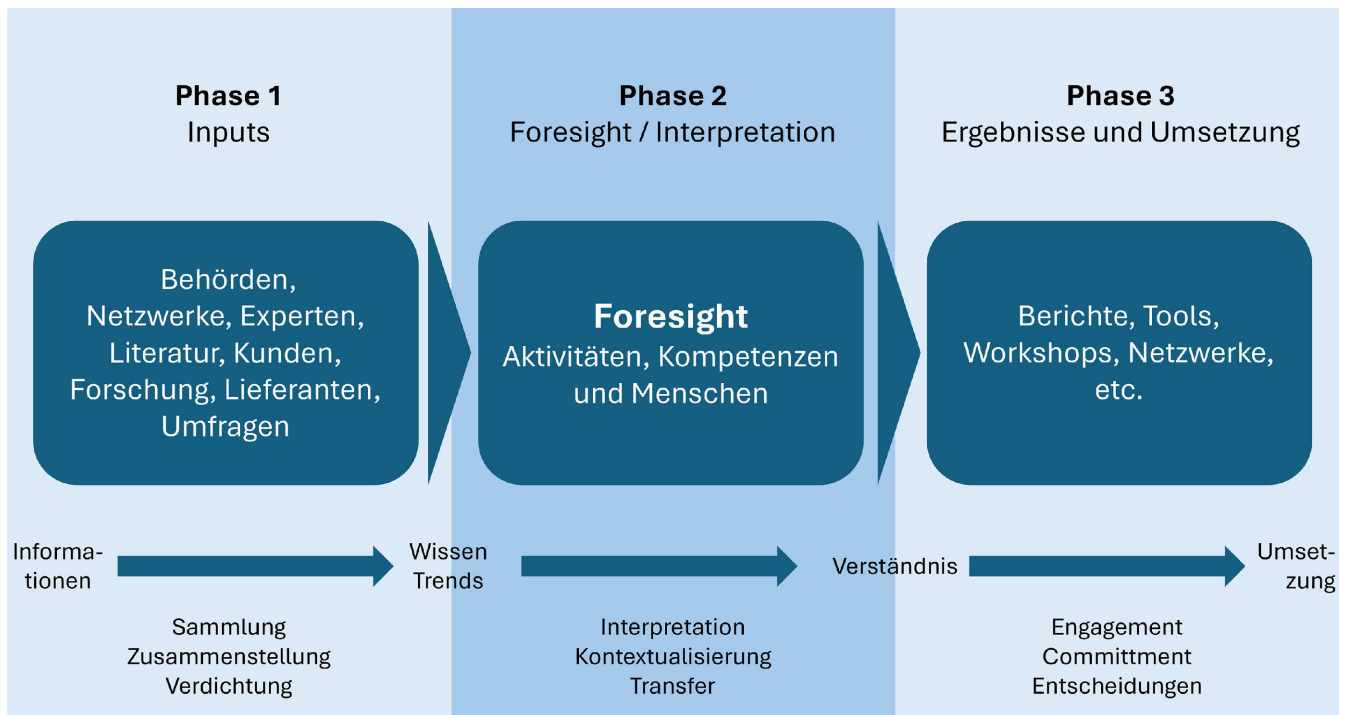 Phase 1
Inputs
Phase 2
Foresight / Interpretation
Phase 3
Ergebnisse und Umsetzung
Behörden,
Netzwerke, Experten,
Literatur, Kunden,
Forschung, Lieferanten,
Umfragen
Foresight
Aktivitäten, Kompetenzen
und Menschen
Berichte, Tools,
Workshops, Netzwerke,
etc.
Informa-
tionen
Wissen
Trends
Verständnis
Umset-
zung
Sammlung
Zusammenstellung
Verdichtung
Interpretation
Kontextualisierung
Transfer
Engagement
Committment
Entscheidungen